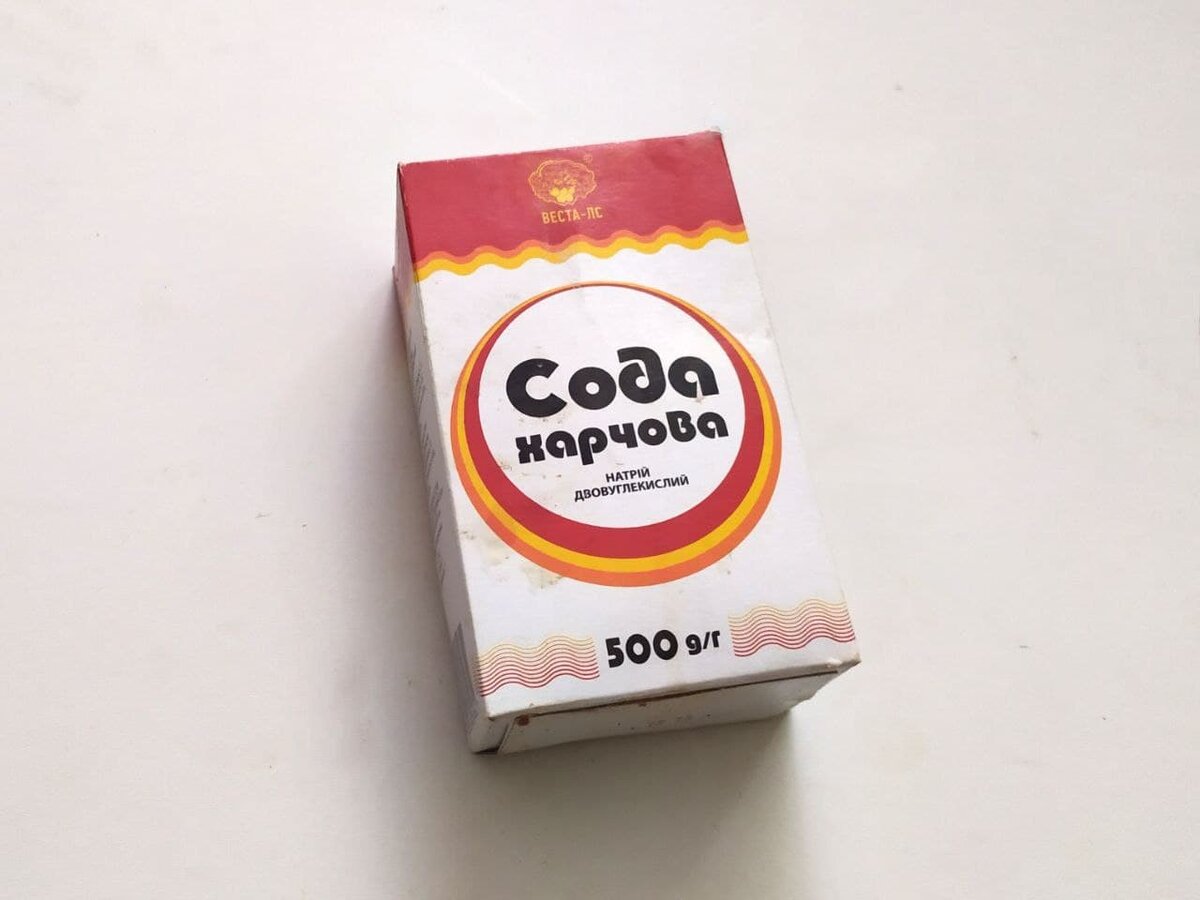 ВЕСТА-ЛС
Сода
харчова
НАТРІЙ
ДВОВУГЛЕКИСЛИЙ
500 g/г